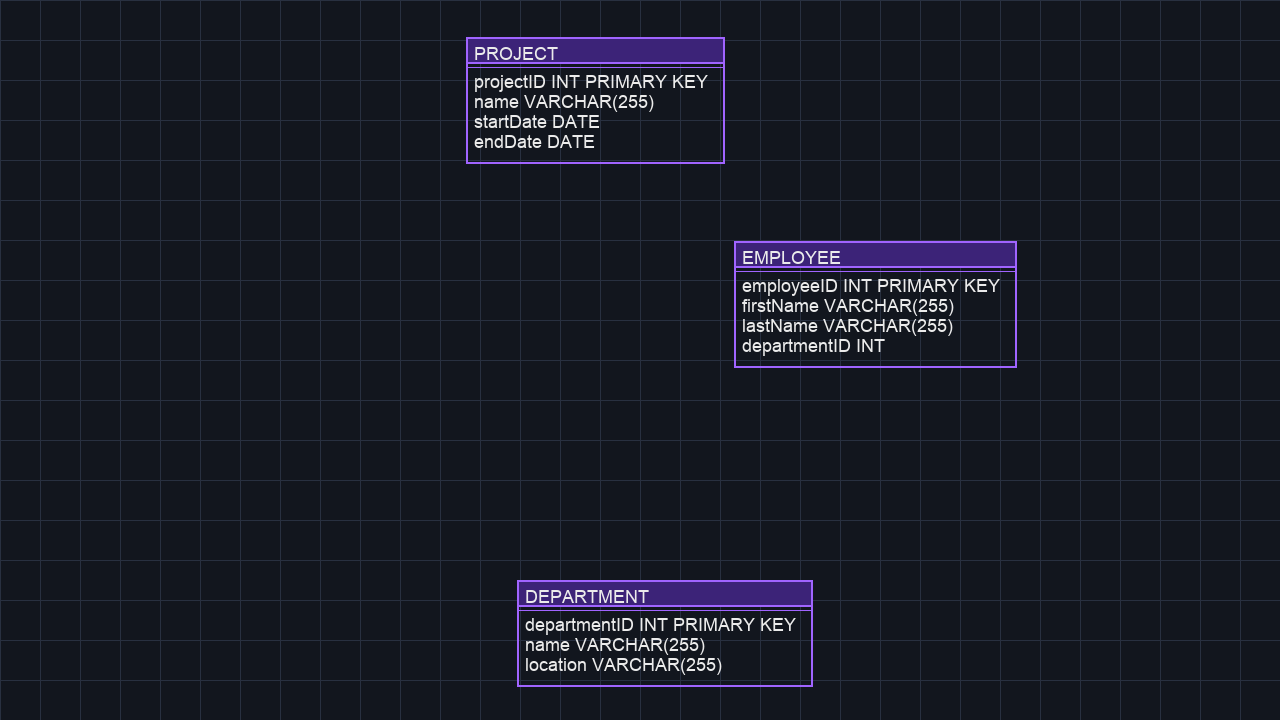 PROJECT
projectID INT PRIMARY KEY
name VARCHAR(255)
startDate DATE
endDate DATE
EMPLOYEE
employeeID INT PRIMARY KEY
firstName VARCHAR(255)
lastName VARCHAR(255)
departmentID INT
DEPARTMENT
departmentID INT PRIMARY KEY
name VARCHAR(255)
location VARCHAR(255)